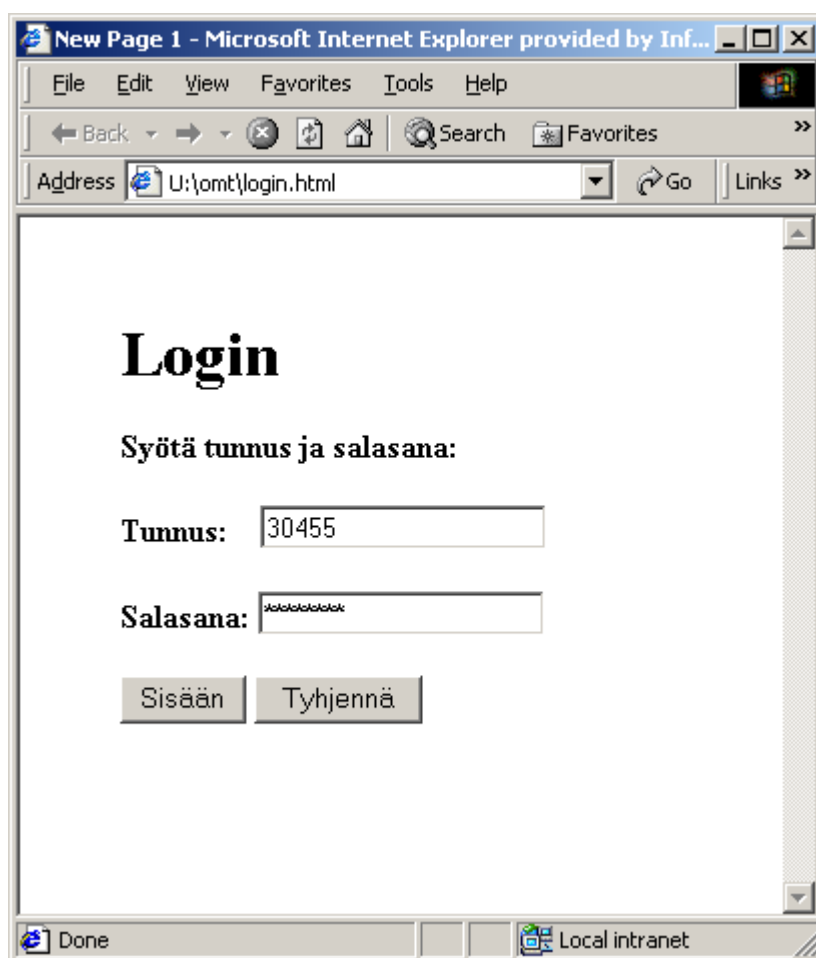 New Page 1 - Microsoft Internet Explorer provided by Inf...
File Edit View Favorites Tools Help
Back Search Favorites »
Address U:\omt\login.html Go Links »
Login
Syötä tunnus ja salasana:
Tunnus: 30455
Salasana: *********
Sisään Tyhjennä
Done Local intranet